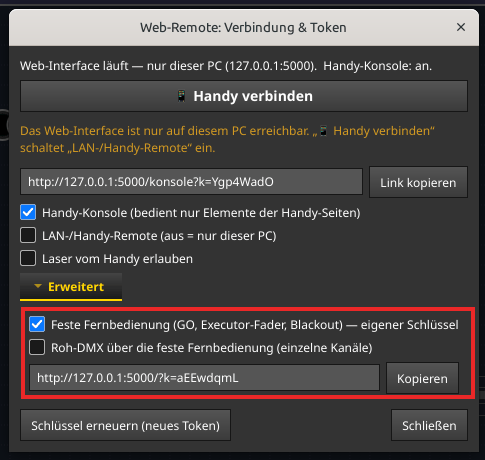 Web-Remote: Verbindung & Token
Web-Interface läuft — nur dieser PC (127.0.0.1:5000). Handy-Konsole: an.
Handy verbinden
Das Web-Interface ist nur auf diesem PC erreichbar. „📱 Handy verbinden“
schaltet „LAN-/Handy-Remote“ ein.
http://127.0.0.1:5000/konsole?k=Ygp4WadO
Link kopieren
Handy-Konsole (bedient nur Elemente der Handy-Seiten)
LAN-/Handy-Remote (aus = nur dieser PC)
Laser vom Handy erlauben
Erweitert
Feste Fernbedienung (GO, Executor-Fader, Blackout) — eigener Schlüssel
Roh-DMX über die feste Fernbedienung (einzelne Kanäle)
http://127.0.0.1:5000/?k=aEEwdqmL
Kopieren
Schlüssel erneuern (neues Token)
Schließen